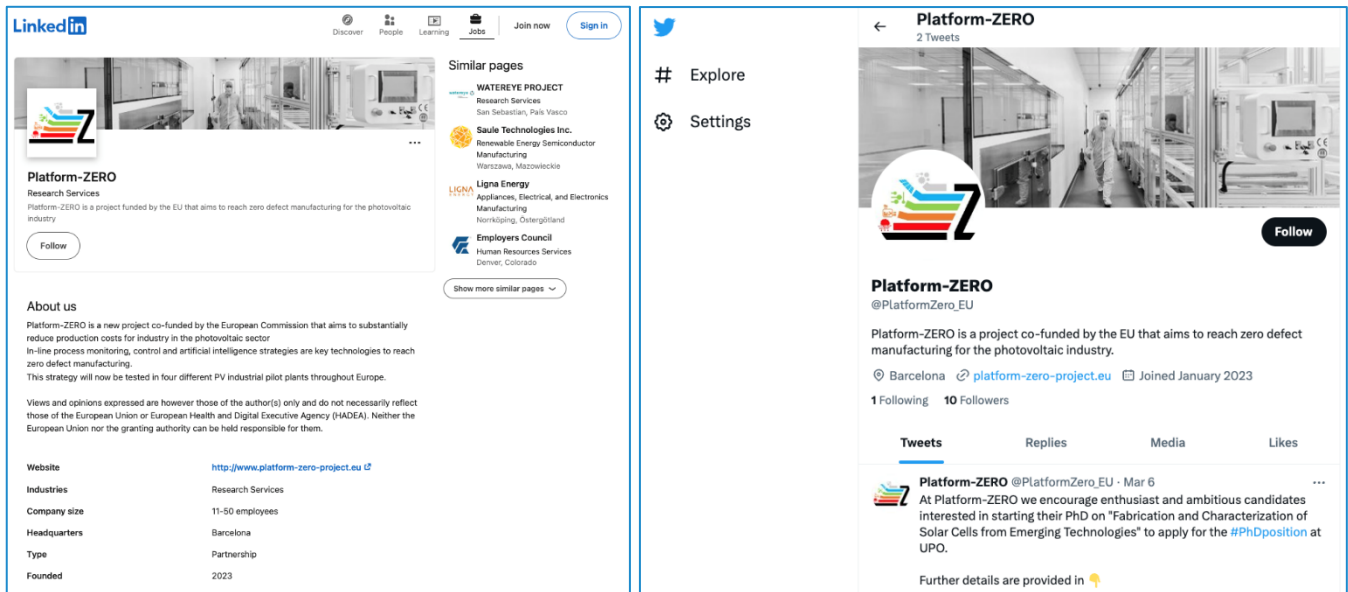 Linked in
Discover
People
Learning
Jobs
Join now
Sign in
Z
Platform-ZERO
Research Services
Platform-ZERO is a project funded by the EU that aims to reach zero defect manufacturing for the photovoltaic
industry
Follow
Similar pages
WATEREYE PROJECT
Research Services
San Sebastian, País Vasco
Saule Technologies Inc.
Renewable Energy Semiconductor
Manufacturing
Warszawa, Mazowieckie
LIGNA
ENERGY
Ligna Energy
Appliances, Electrical, and Electronics
Manufacturing
Norrköping, Östergötland
Employers Council
Human Resources Services
Denver, Colorado
Show more similar pages
About us
Platform-ZERO is a new project co-funded by the European Commission that aims to substantially
reduce production costs for industry in the photovoltaic sector
In-line process monitoring, control and artificial intelligence strategies are key technologies to reach
zero defect manufacturing.
This strategy will now be tested in four different PV industrial pilot plants throughout Europe.
Views and opinions expressed are however those of the author(s) only and do not necessarily reflect
those of the European Union or European Health and Digital Executive Agency (HADEA). Neither the
European Union nor the granting authority can be held responsible for them.
Website http://www.platform-zero-project.eu
Industries Research Services
Company size 11-50 employees
Headquarters Barcelona
Type Partnership
Founded 2023
# Explore
Settings
Platform-ZERO
2 Tweets
Z
Follow
Platform-ZERO
@PlatformZero_EU
Platform-ZERO is a project co-funded by the EU that aims to reach zero defect
manufacturing for the photovoltaic industry.
Barcelona platform-zero-project.eu Joined January 2023
1 Following 10 Followers
Tweets Replies Media Likes
Z
Platform-ZERO @PlatformZero_EU · Mar 6
At Platform-ZERO we encourage enthusiast and ambitious candidates
interested in starting their PhD on "Fabrication and Characterization of
Solar Cells from Emerging Technologies" to apply for the #PhDposition at
UPO.
Further details are provided in 👇